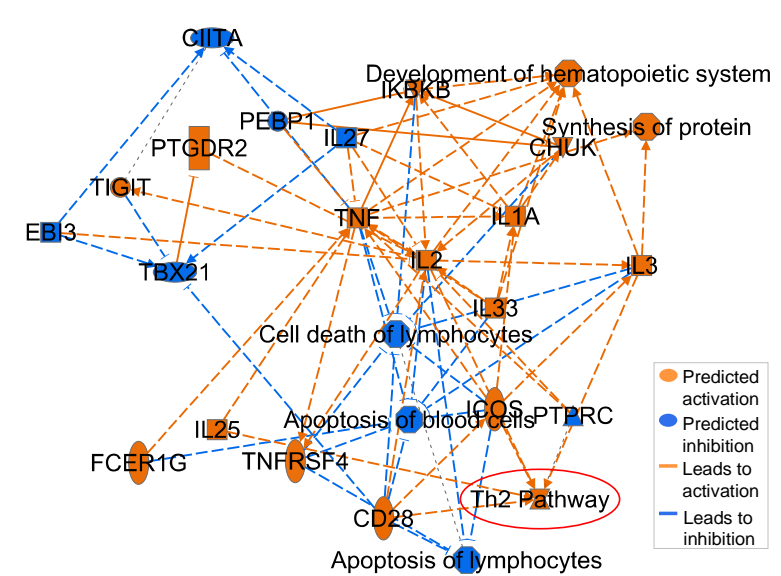 CIITA
Development of hematopoietic system
IKBKB
PEBP1
IL27
Synthesis of protein
PTGDR2
CHUK
TIGIT
TNF
IL1A
EBI3
TBX21
IL2
IL3
IL33
Cell death of lymphocytes
ICOS
PTPRC
Apoptosis of blood cells
IL25
FCER1G
TNFRSF4
Th2 Pathway
CD28
Apoptosis of lymphocytes
Predicted
activation
Predicted
inhibition
Leads to
activation
Leads to
inhibition